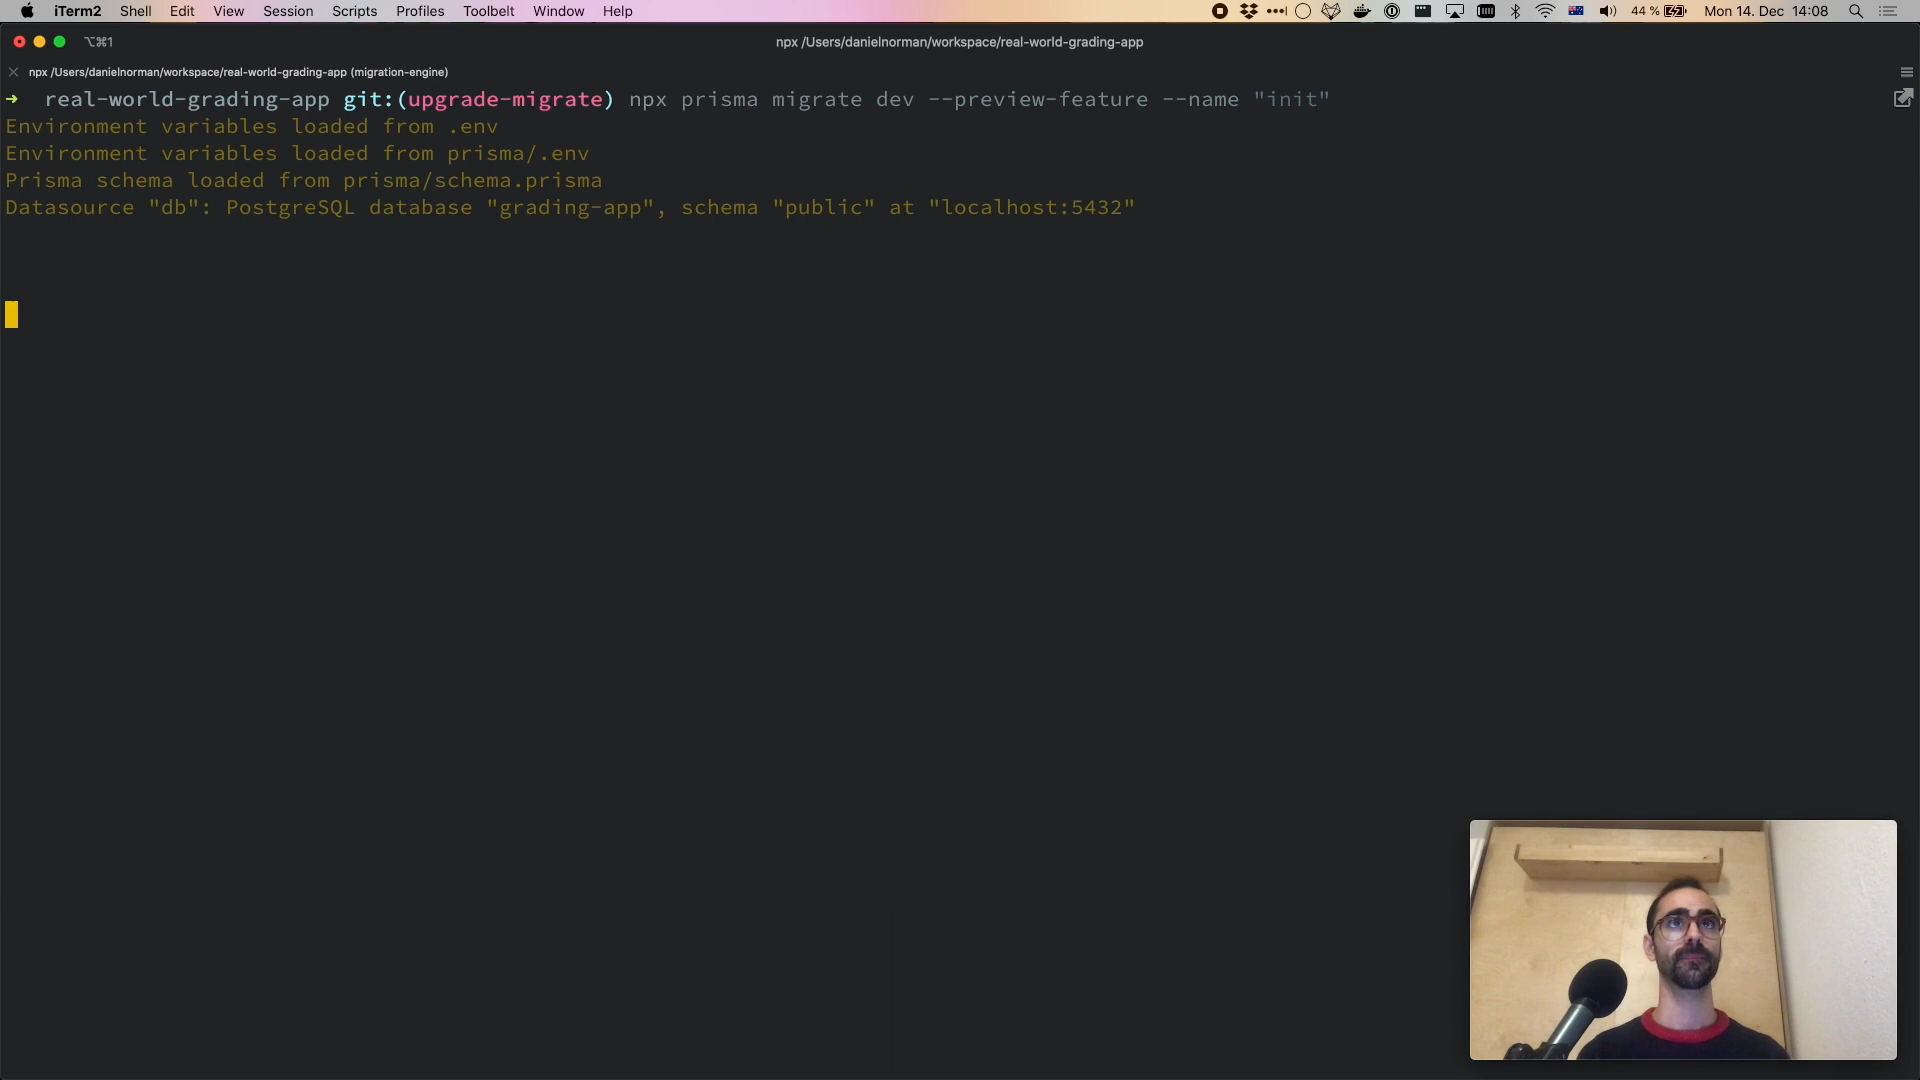 iTerm2 Shell Edit View Session Scripts Profiles Toolbelt Window Help 44 % Mon 14. Dec 14:08
⌥⌘1 npx /Users/danielnorman/workspace/real-world-grading-app
npx /Users/danielnorman/workspace/real-world-grading-app (migration-engine)
➜ real-world-grading-app git:(upgrade-migrate) npx prisma migrate dev --preview-feature --name "init"
Environment variables loaded from .env
Environment variables loaded from prisma/.env
Prisma schema loaded from prisma/schema.prisma
Datasource "db": PostgreSQL database "grading-app", schema "public" at "localhost:5432"